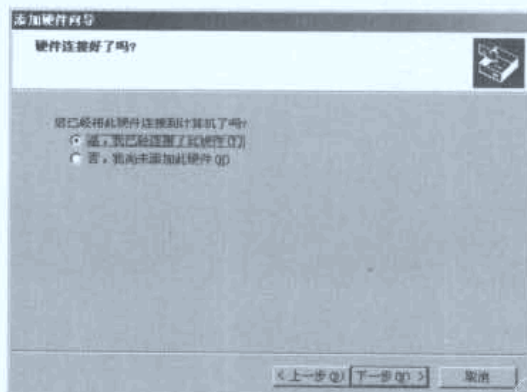 添加硬件向导
硬件连接好了吗?
您已经将此硬件连接到计算机了吗?
是，我已经连接了此硬件(Y)
否，我尚未添加此硬件(N)
< 上一步(B) 下一步(N) > 取消